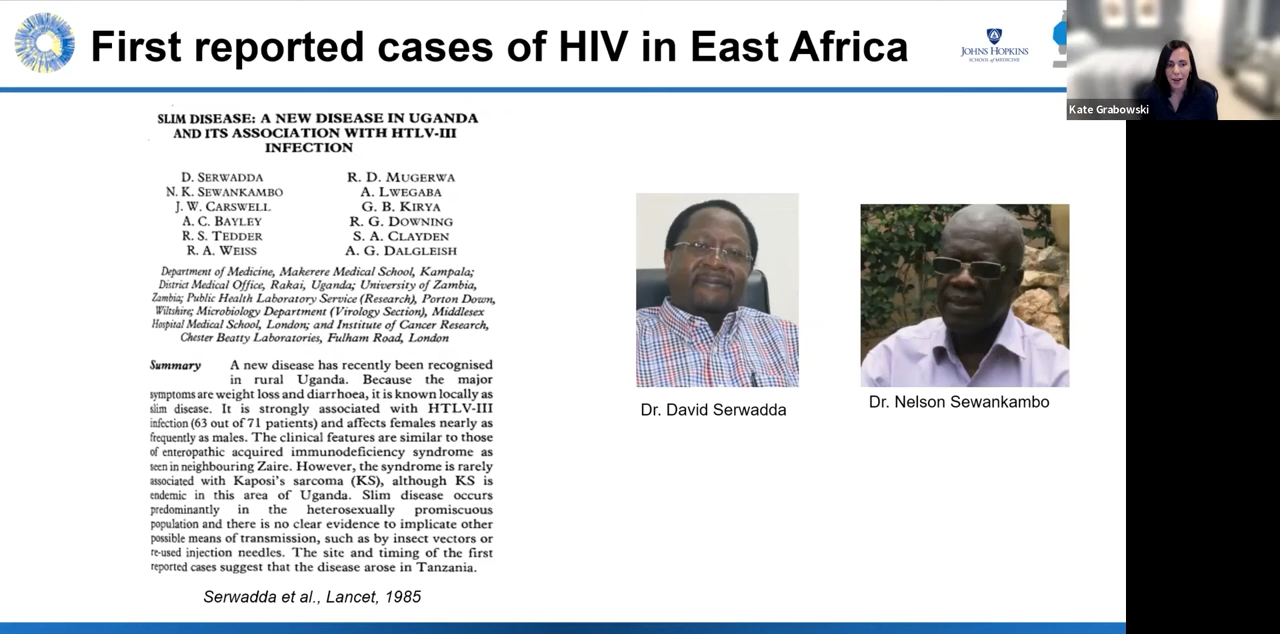 First reported cases of HIV in East Africa
JOHNS HOPKINS
SCHOOL of MEDICINE
Kate Grabowski
SLIM DISEASE: A NEW DISEASE IN UGANDA
AND ITS ASSOCIATION WITH HTLV-III
INFECTION
D. SERWADDA
N. K. SEWANKAMBO
J. W. CARSWELL
A. C. BAYLEY
R. S. TEDDER
R. A. WEISS
R. D. MUGERWA
A. LWEGABA
G. B. KIRYA
R. G. DOWNING
S. A. CLAYDEN
A. G. DALGLEISH
Department of Medicine, Makerere Medical School, Kampala;
District Medical Office, Rakai, Uganda; University of Zambia,
Zambia; Public Health Laboratory Service (Research), Porton Down,
Wiltshire; Microbiology Department (Virology Section), Middlesex
Hospital Medical School, London; and Institute of Cancer Research,
Chester Beatty Laboratories, Fulham Road, London
Summary A new disease has recently been recognised
in rural Uganda. Because the major
symptoms are weight loss and diarrhoea, it is known locally as
slim disease. It is strongly associated with HTLV-III
infection (63 out of 71 patients) and affects females nearly as
frequently as males. The clinical features are similar to those
of enteropathic acquired immunodeficiency syndrome as
seen in neighbouring Zaire. However, the syndrome is rarely
associated with Kaposi's sarcoma (KS), although KS is
endemic in this area of Uganda. Slim disease occurs
predominantly in the heterosexually promiscuous
population and there is no clear evidence to implicate other
possible means of transmission, such as by insect vectors or
re-used injection needles. The site and timing of the first
reported cases suggest that the disease arose in Tanzania.
Serwadda et al., Lancet, 1985
Dr. David Serwadda
Dr. Nelson Sewankambo